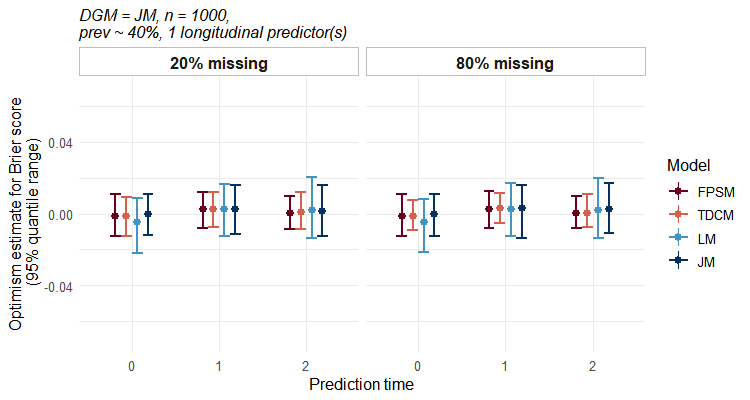 DGM = JM, n = 1000,
prev ~ 40%, 1 longitudinal predictor(s)
20% missing
80% missing
Optimism estimate for Brier score
(95% quantile range)
0.04
0.00
-0.04
0
1
2
0
1
2
Prediction time
Model
FPSM
TDCM
LM
JM